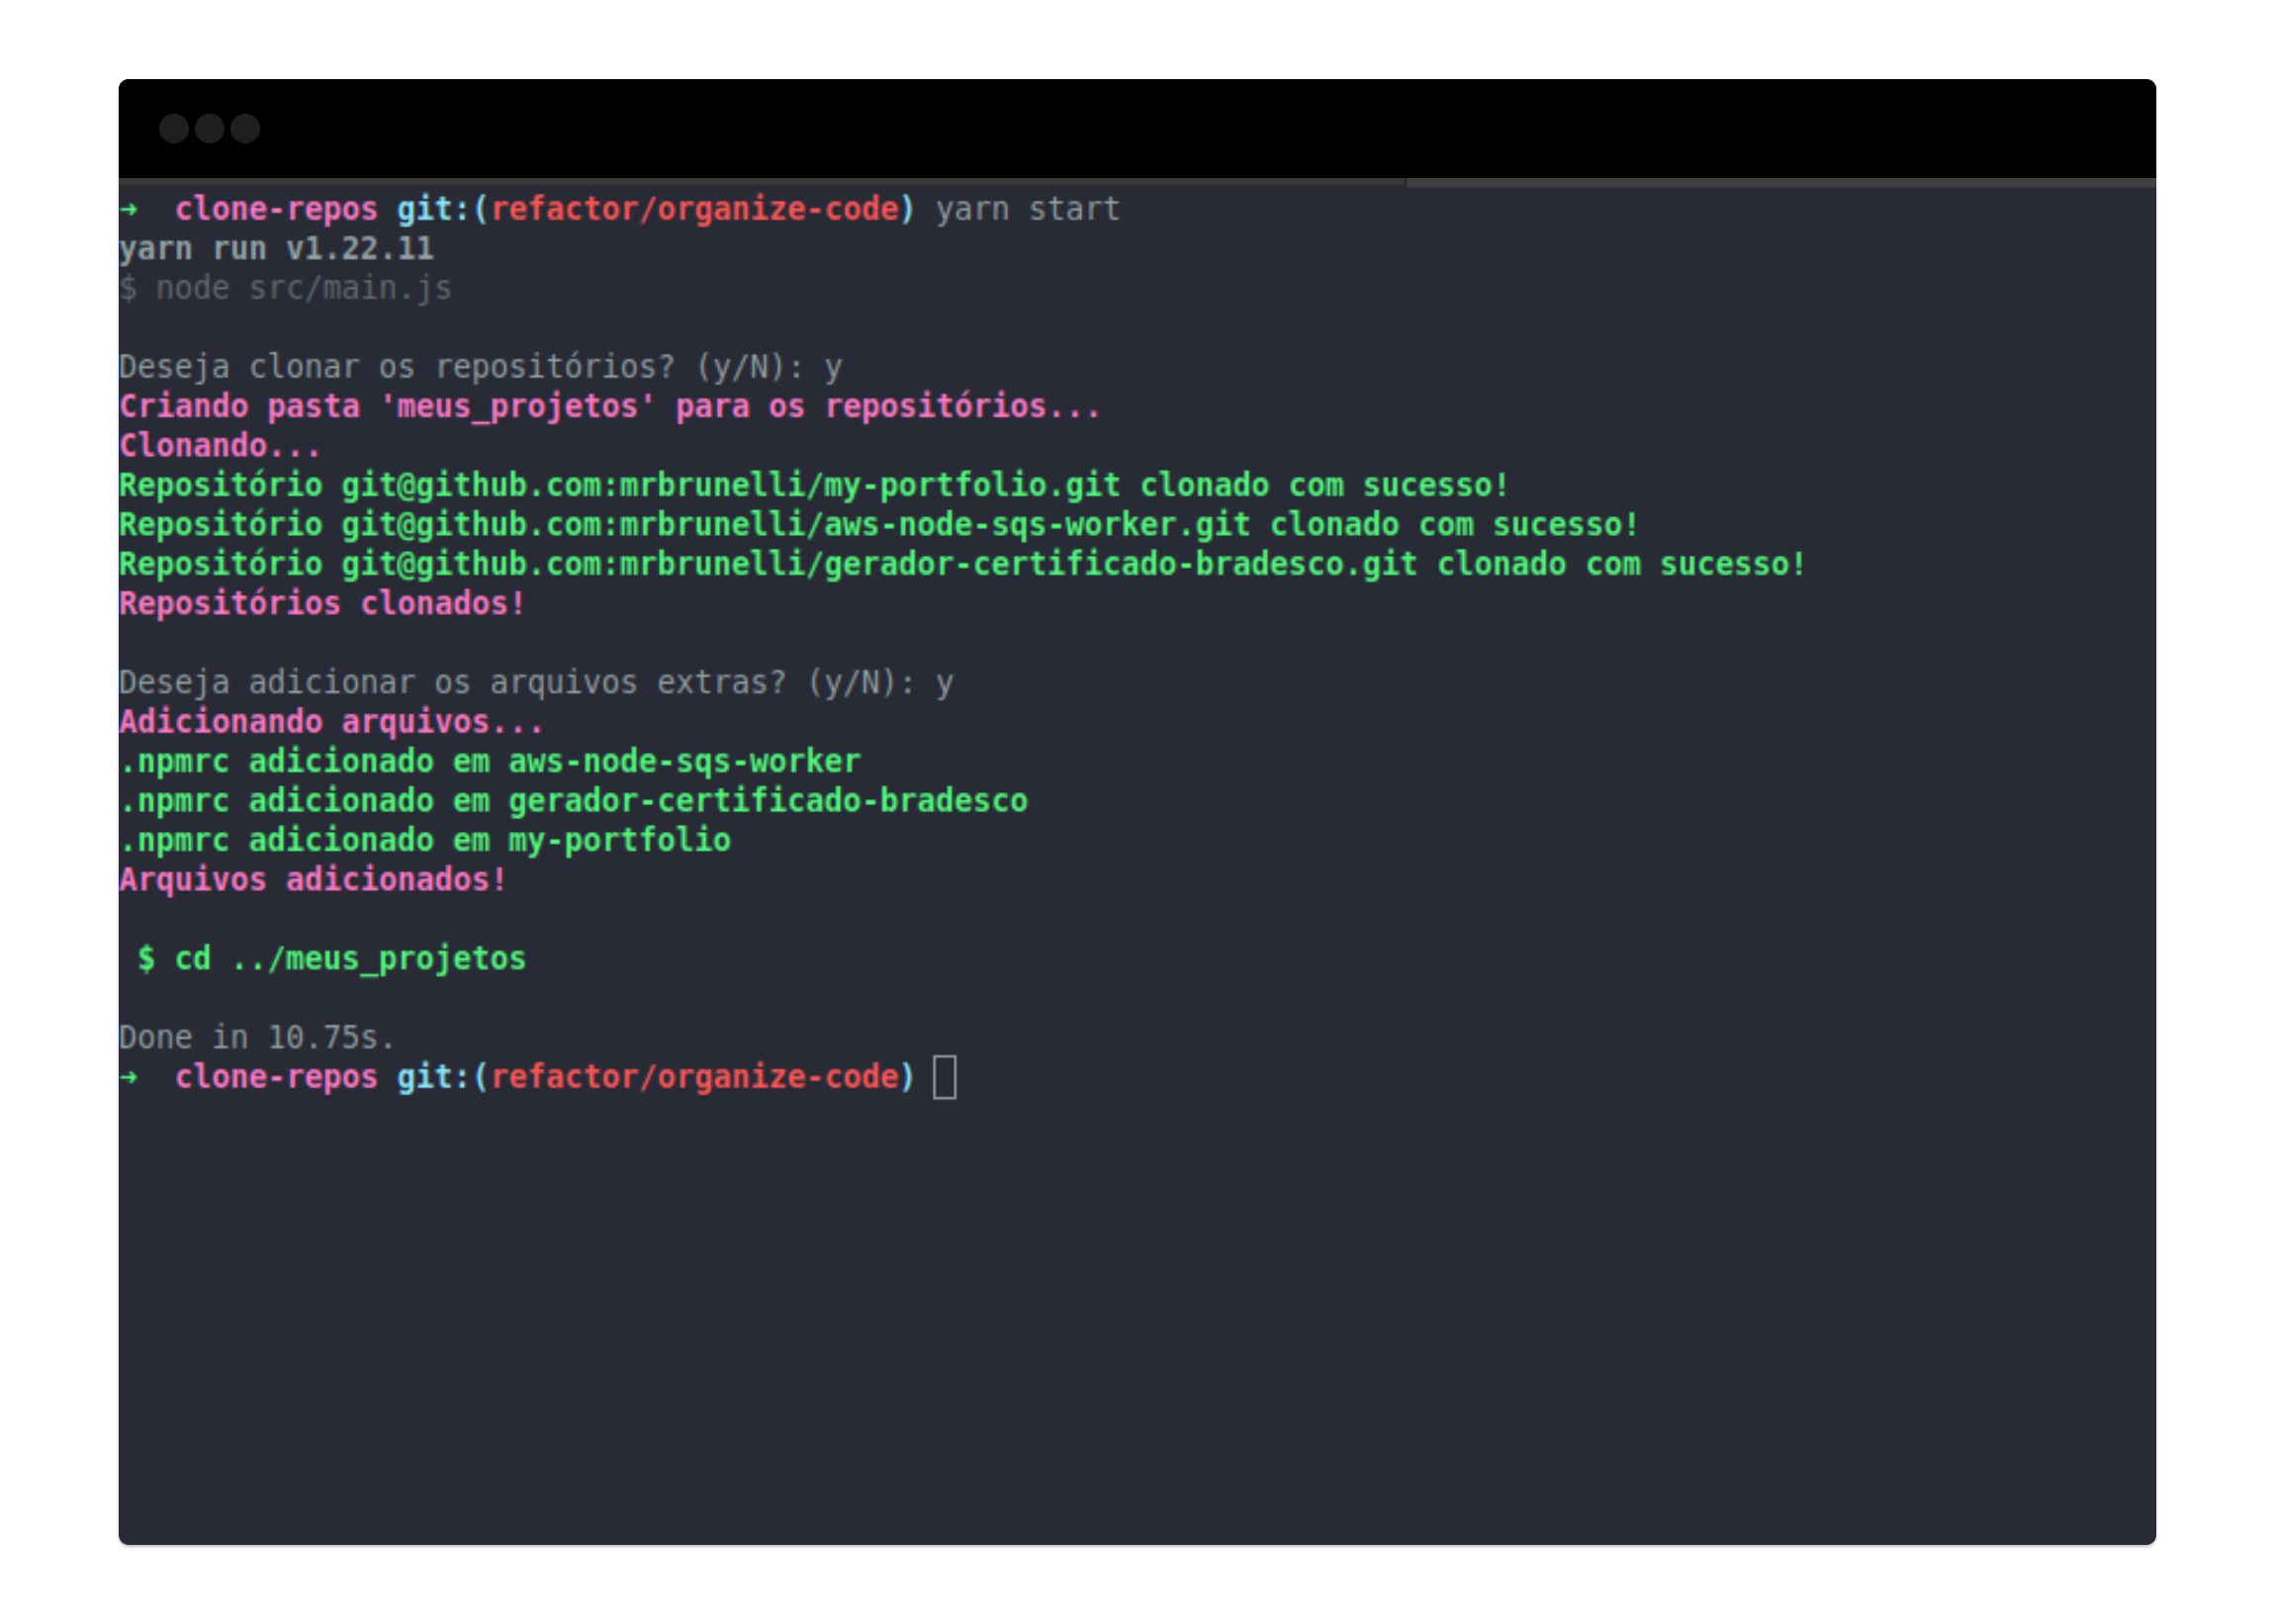 → clone-repos git:(refactor/organize-code) yarn start
yarn run v1.22.11
$ node src/main.js
Deseja clonar os repositórios? (y/N): y
Criando pasta 'meus_projetos' para os repositórios...
Clonando...
Repositório git@github.com:mrbrunelli/my-portfolio.git clonado com sucesso!
Repositório git@github.com:mrbrunelli/aws-node-sqs-worker.git clonado com sucesso!
Repositório git@github.com:mrbrunelli/gerador-certificado-bradesco.git clonado com sucesso!
Repositórios clonados!
Deseja adicionar os arquivos extras? (y/N): y
Adicionando arquivos...
.npmrc adicionado em aws-node-sqs-worker
.npmrc adicionado em gerador-certificado-bradesco
.npmrc adicionado em my-portfolio
Arquivos adicionados!
$ cd ../meus_projetos
Done in 10.75s.
→ clone-repos git:(refactor/organize-code)